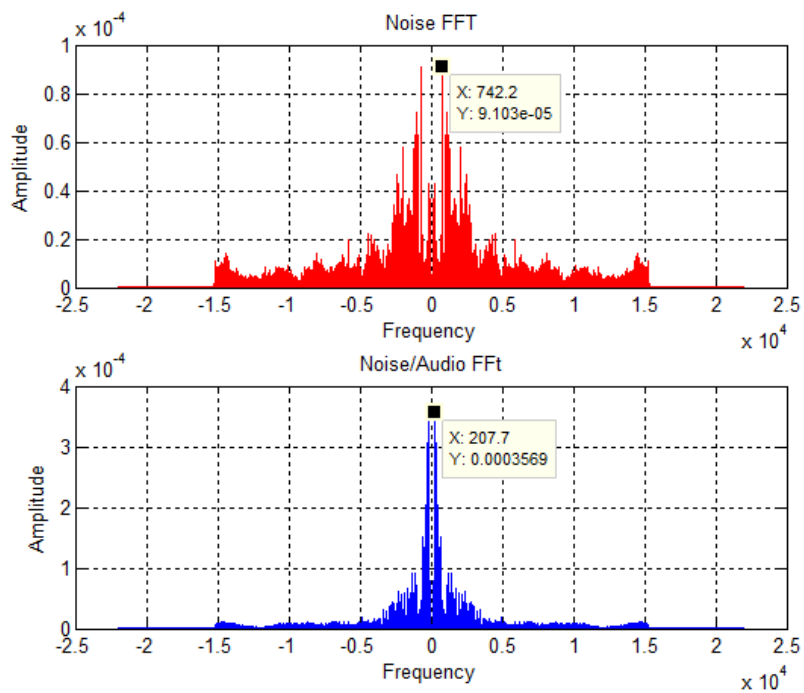 x 10^-4
Noise FFT
1
0.8
0.6
0.4
0.2
0
Amplitude
X: 742.2
Y: 9.103e-05
-2.5 -2 -1.5 -1 -0.5 0 0.5 1 1.5 2 2.5
Frequency
x 10^4
x 10^-4
Noise/Audio FFt
4
3
2
1
0
Amplitude
X: 207.7
Y: 0.0003569
-2.5 -2 -1.5 -1 -0.5 0 0.5 1 1.5 2 2.5
Frequency
x 10^4